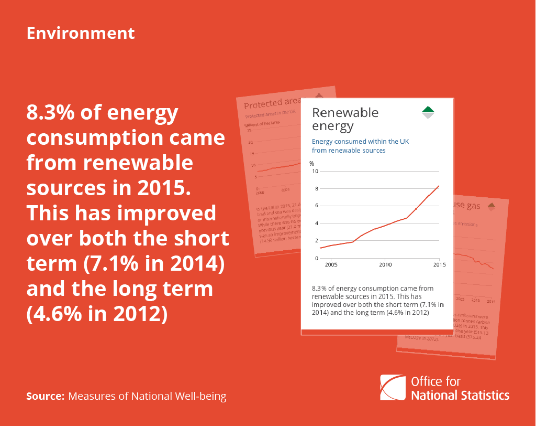 Environment
8.3% of energy
consumption came
from renewable
sources in 2015.
This has improved
over both the short
term (7.1% in 2014)
and the long term
(4.6% in 2012)
Protected area
Renewable
energy
Energy consumed within the UK
from renewable sources
%
10
8
6
4
2
0
2005 2010 2015
8.3% of energy consumption came from
renewable sources in 2015. This has
improved over both the short term (7.1% in
2014) and the long term (4.6% in 2012)
use gas
Source: Measures of National Well-being
Office for
National Statistics